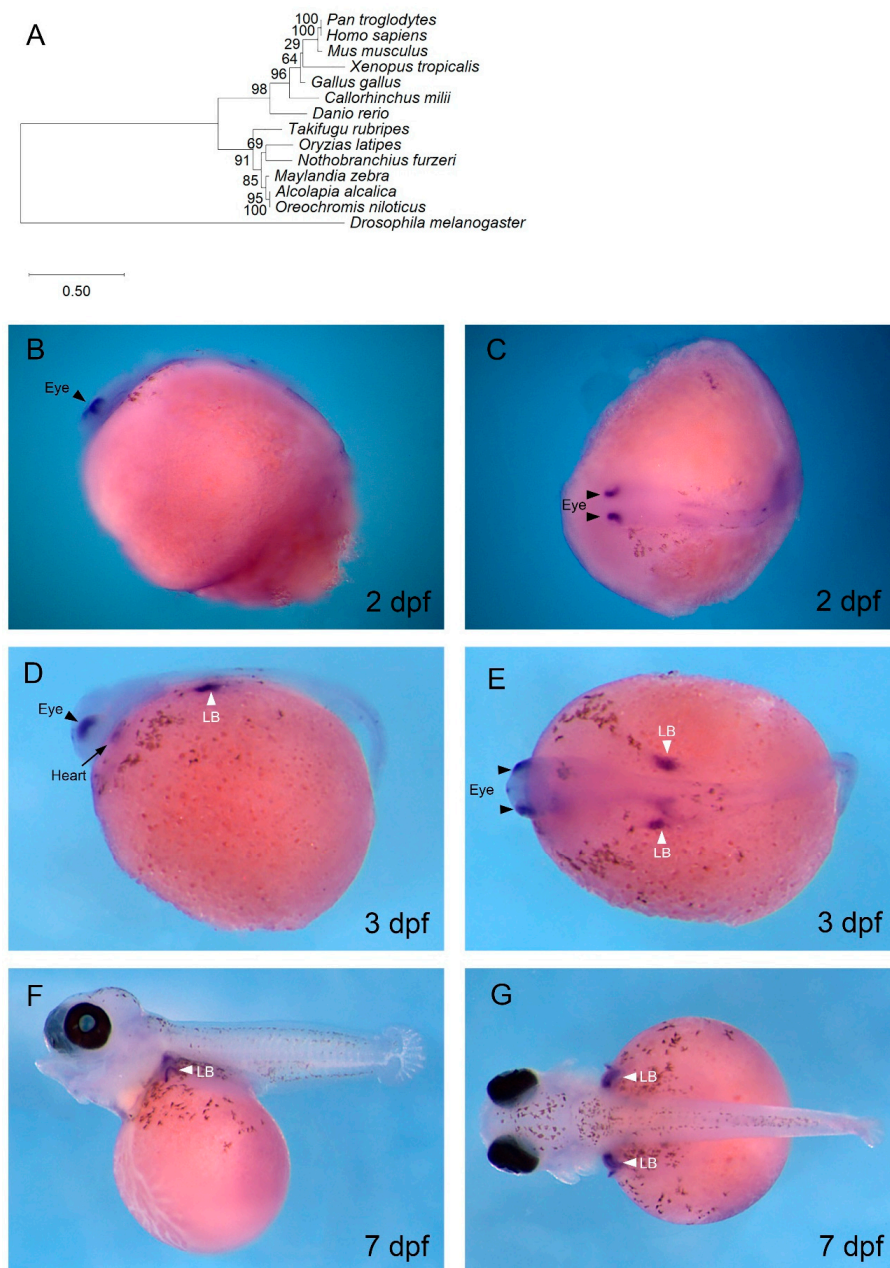 A
100
Pan troglodytes
100
Homo sapiens
29
Mus musculus
64
Xenopus tropicalis
96
Gallus gallus
98
Callorhinchus milii
Danio rerio
Takifugu rubripes
69
Oryzias latipes
91
Nothobranchius furzeri
85
Maylandia zebra
95
Alcolapia alcalica
100
Oreochromis niloticus
Drosophila melanogaster
0.50
B
Eye
2 dpf
C
Eye
2 dpf
D
Eye
LB
Heart
3 dpf
E
LB
Eye
LB
3 dpf
F
LB
7 dpf
G
LB
LB
7 dpf